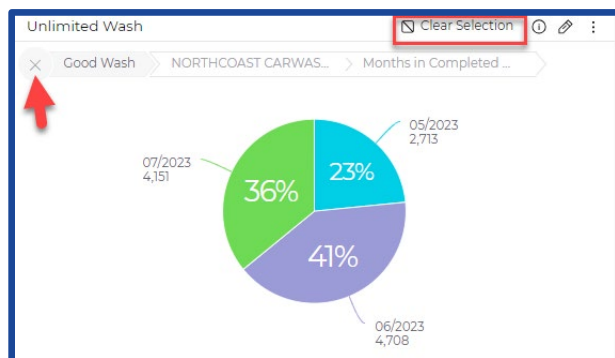 Unlimited Wash
Clear Selection
Good Wash
NORTHCOAST CARWAS...
Months in Completed ...
05/2023
2,713
07/2023
4,151
23%
36%
41%
06/2023
4,708